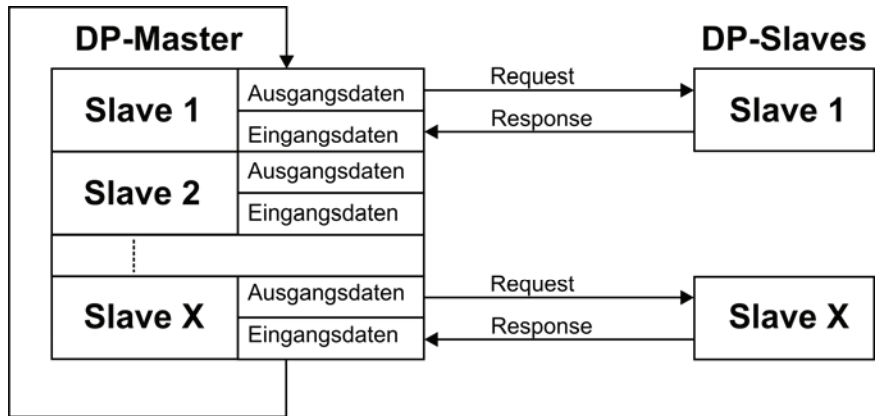 DP-Master
DP-Slaves
Slave 1
Ausgangsdaten
Eingangsdaten
Request
Response
Slave 1
Slave 2
Ausgangsdaten
Eingangsdaten
Slave X
Ausgangsdaten
Eingangsdaten
Request
Response
Slave X